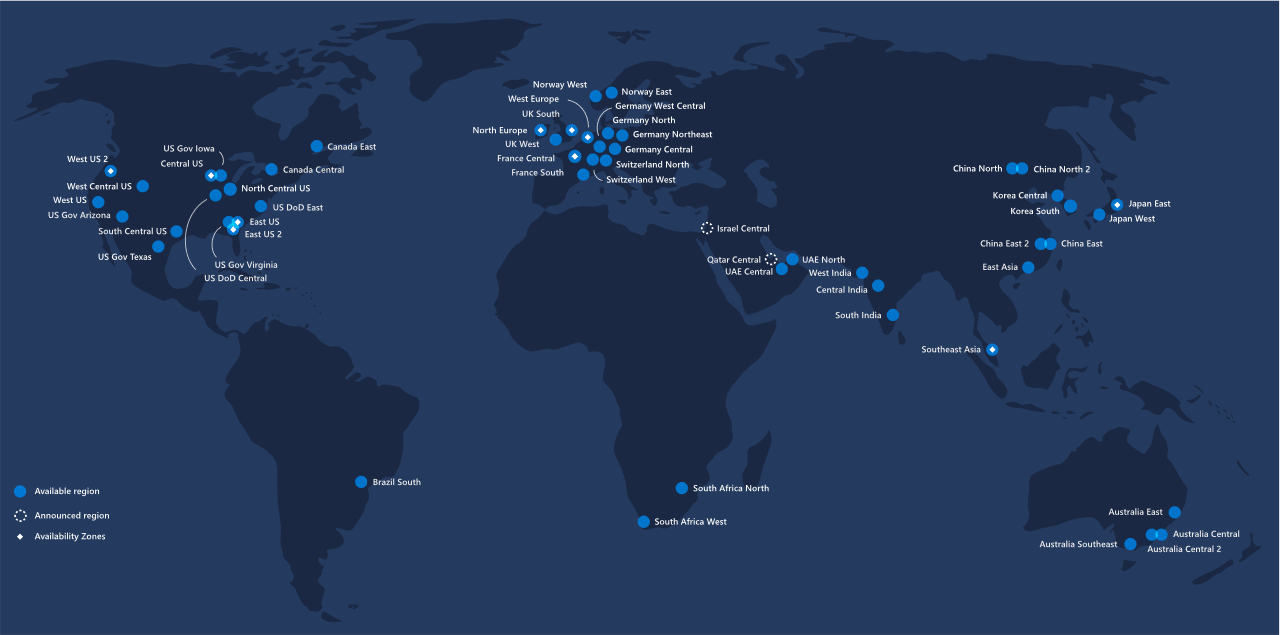 Norway West
Norway East
West Europe
Germany West Central
UK South
Germany North
North Europe
Germany Northeast
UK West
Germany Central
France Central
Switzerland North
France South
Switzerland West
Canada East
US Gov Iowa
West US 2
Central US
Canada Central
West Central US
North Central US
West US
US DoD East
US Gov Arizona
East US
South Central US
East US 2
US Gov Texas
US Gov Virginia
US DoD Central
China North
China North 2
Korea Central
Korea South
Japan East
Japan West
Israel Central
China East 2
China East
Qatar Central
UAE North
UAE Central
West India
East Asia
Central India
South India
Southeast Asia
Brazil South
South Africa North
South Africa West
Australia East
Australia Central
Australia Southeast
Australia Central 2
Available region
Announced region
Availability Zones